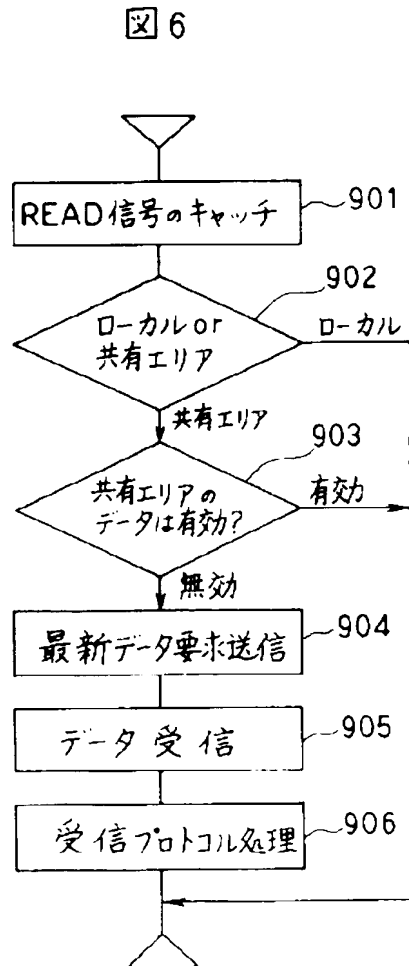 図 6
READ信号のキャッチ
901
902
ローカル or
共有エリア
ローカル
共有エリア
903
共有エリアの
データは有効?
有効
無効
最新データ要求送信
904
データ受信
905
受信プロトコル処理
906